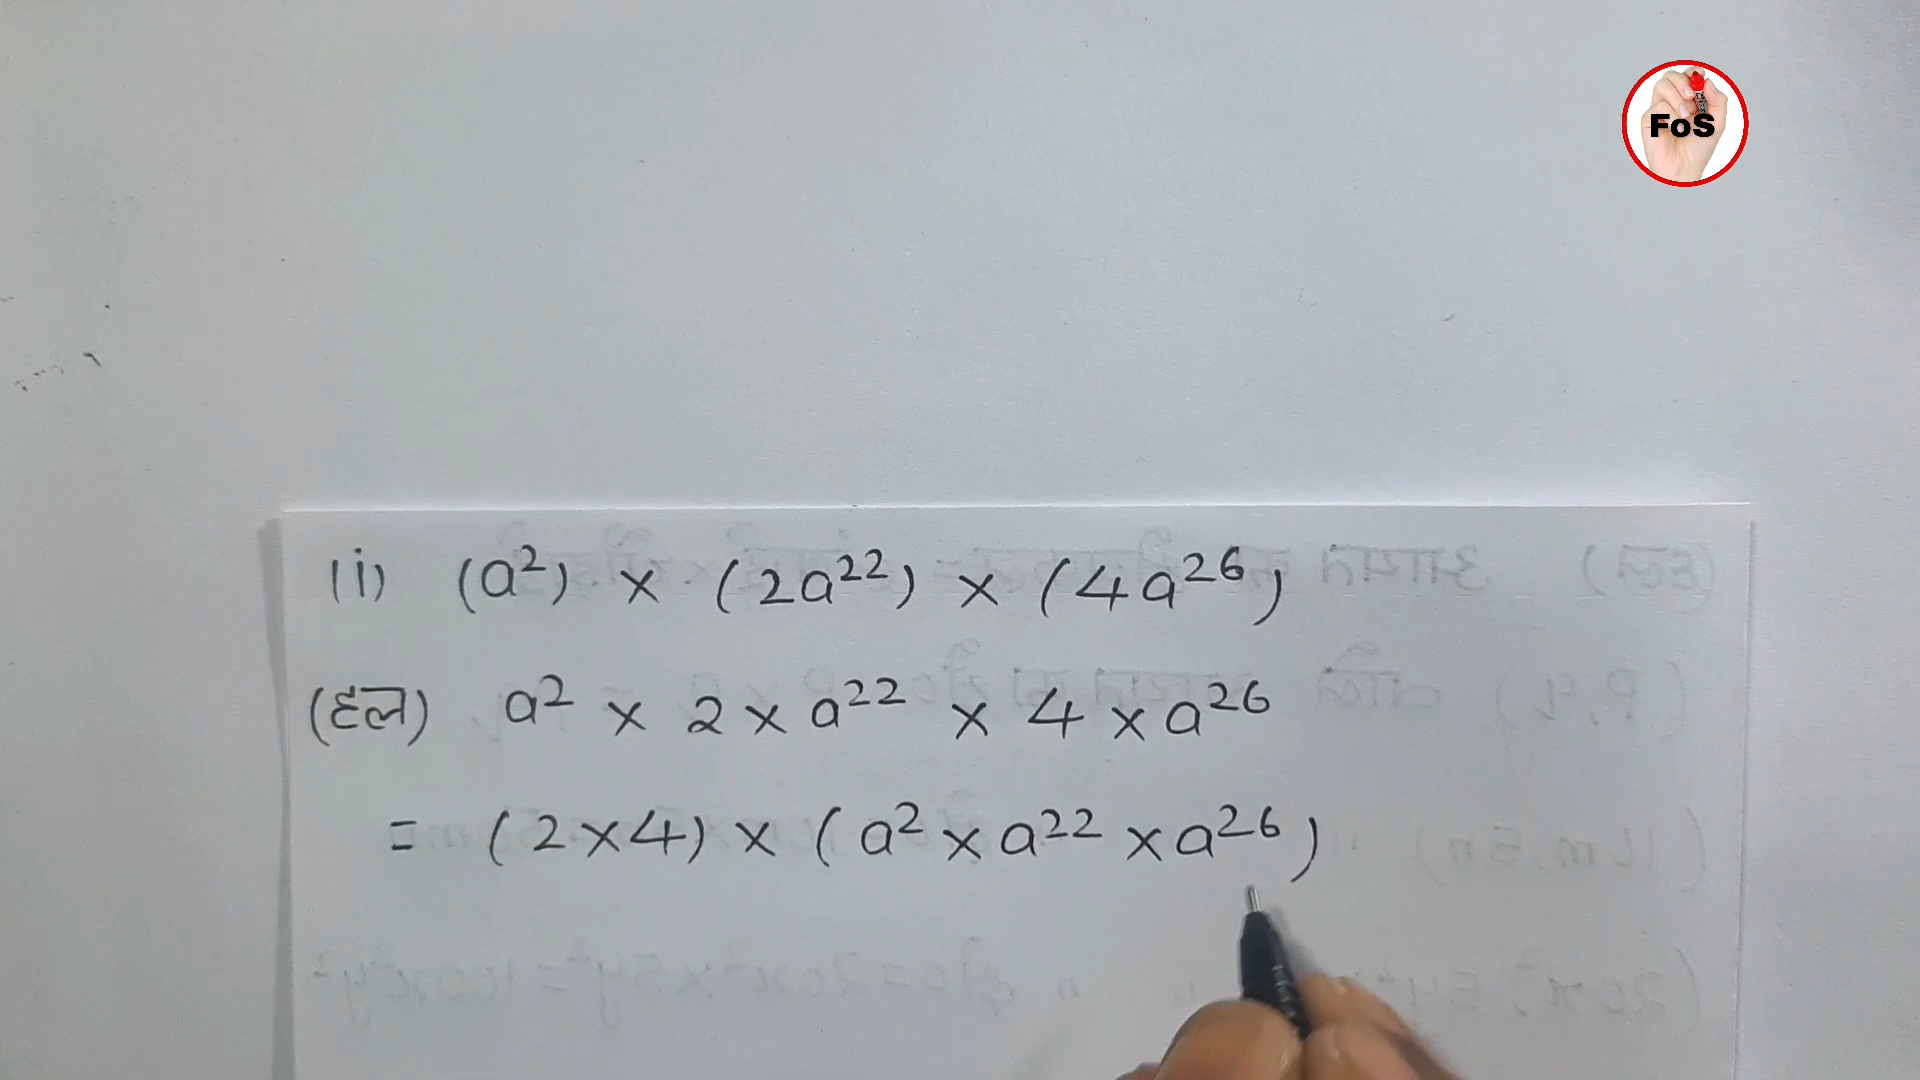 FoS
(i) (a²) × (2a²²) × (4a²⁶)
(हल) a² × 2 × a²² × 4 × a²⁶
= (2×4) × (a² × a²² × a²⁶)